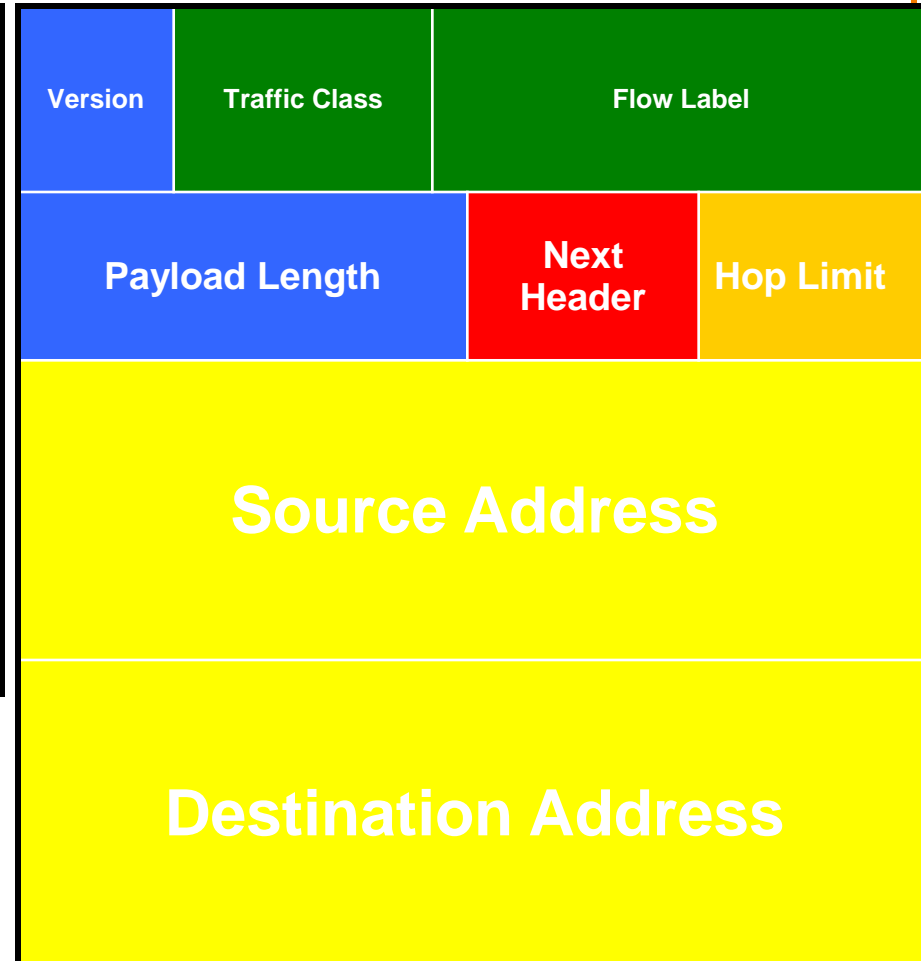 Version
Traffic Class
Flow Label
Payload Length
Next
Header
Hop Limit
Source Address
Destination Address